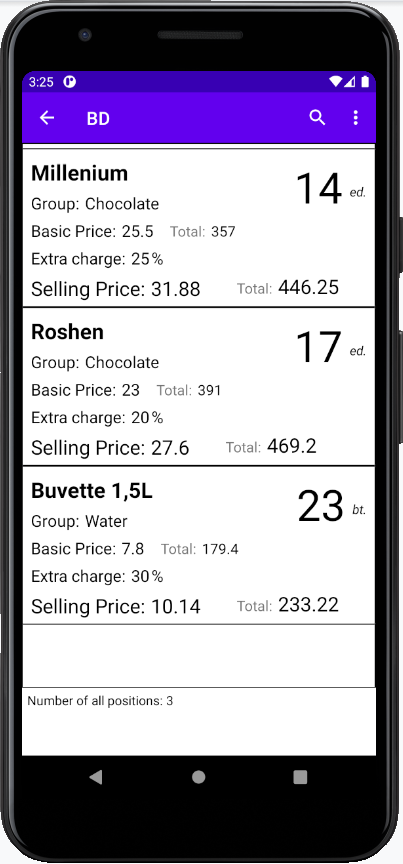 3:25
BD
Millenium
14 ed.
Group: Chocolate
Basic Price: 25.5 Total: 357
Extra charge: 25%
Selling Price: 31.88 Total: 446.25
Roshen
17 ed.
Group: Chocolate
Basic Price: 23 Total: 391
Extra charge: 20%
Selling Price: 27.6 Total: 469.2
Buvette 1,5L
23 bt.
Group: Water
Basic Price: 7.8 Total: 179.4
Extra charge: 30%
Selling Price: 10.14 Total: 233.22
Number of all positions: 3